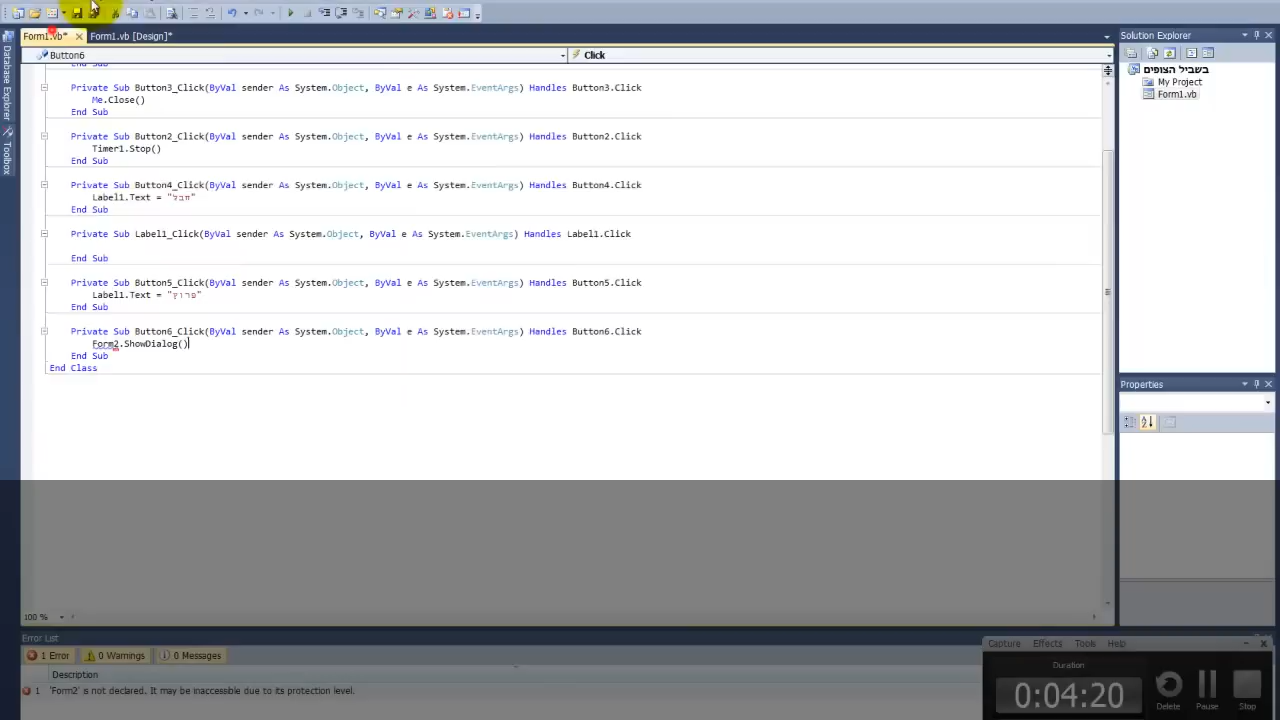 Form1.vb*
Form1.vb [Design]*
Button6
Click
Private Sub Button3_Click(ByVal sender As System.Object, ByVal e As System.EventArgs) Handles Button3.Click
Me.Close()
End Sub
Private Sub Button2_Click(ByVal sender As System.Object, ByVal e As System.EventArgs) Handles Button2.Click
Timer1.Stop()
End Sub
Private Sub Button4_Click(ByVal sender As System.Object, ByVal e As System.EventArgs) Handles Button4.Click
Label1.Text = "חבל"
End Sub
Private Sub Label1_Click(ByVal sender As System.Object, ByVal e As System.EventArgs) Handles Label1.Click
End Sub
Private Sub Button5_Click(ByVal sender As System.Object, ByVal e As System.EventArgs) Handles Button5.Click
Label1.Text = "פרוץ"
End Sub
Private Sub Button6_Click(ByVal sender As System.Object, ByVal e As System.EventArgs) Handles Button6.Click
Form2.ShowDialog()
End Sub
End Class
100 %
Database Explorer
Toolbox
Solution Explorer
בשביל הצופים
My Project
Form1.vb
Properties
Error List
1 Error
0 Warnings
0 Messages
Description
1 'Form2' is not declared. It may be inaccessible due to its protection level.
Capture Effects Tools Help
Duration
0:04:20
Delete Pause Stop